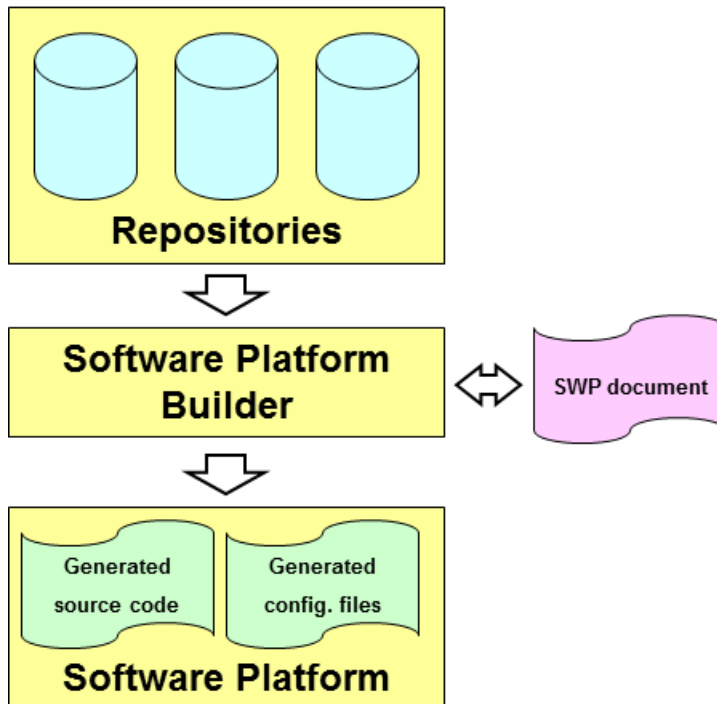 Repositories
Software Platform
Builder
SWP document
Generated
source code
Generated
config. files
Software Platform